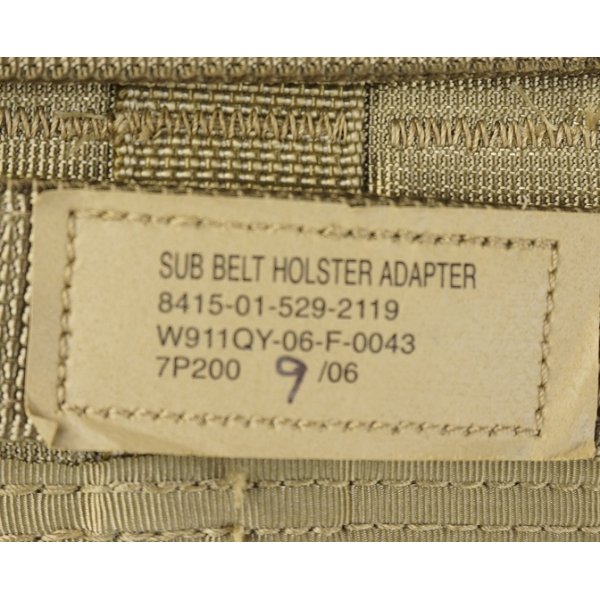 SUB BELT HOLSTER ADAPTER
8415-01-529-2119
W911QY-06-F-0043
7P200 9 /06